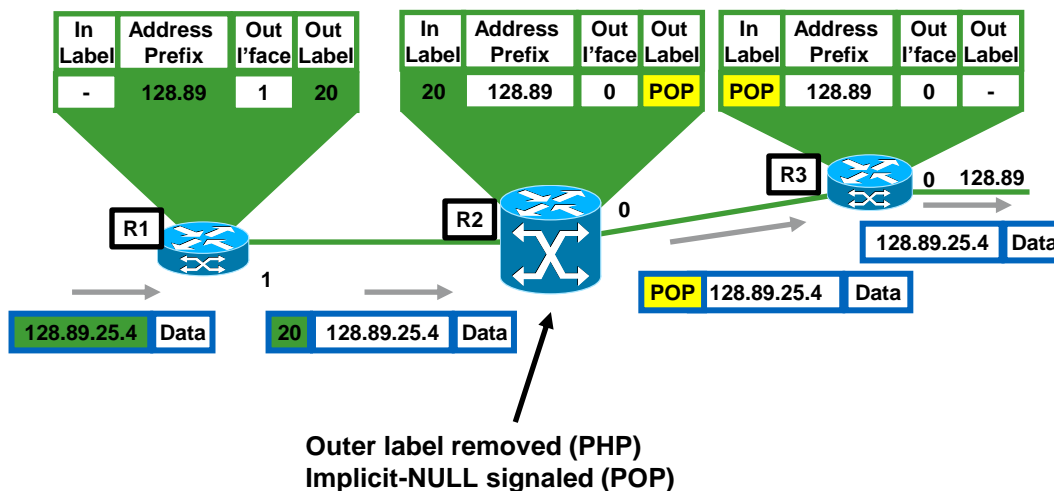 In Label Address Prefix Out I'face Out Label
- 128.89 1 20
In Label Address Prefix Out I'face Out Label
20 128.89 0 POP
In Label Address Prefix Out I'face Out Label
POP 128.89 0 -
R1
1
R2
0
R3
0 128.89
128.89.25.4 Data
20 128.89.25.4 Data
POP 128.89.25.4 Data
128.89.25.4 Data
Outer label removed (PHP)
Implicit-NULL signaled (POP)